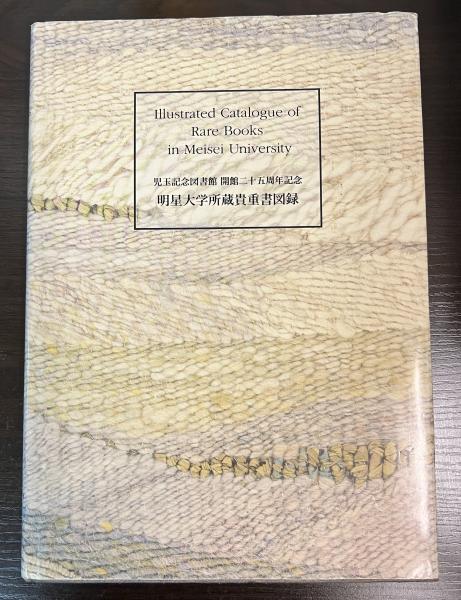 Illustrated Catalogue of
Rare Books
in Meisei University
児玉記念図書館 開館二十五周年記念
明星大学所蔵貴重書図録